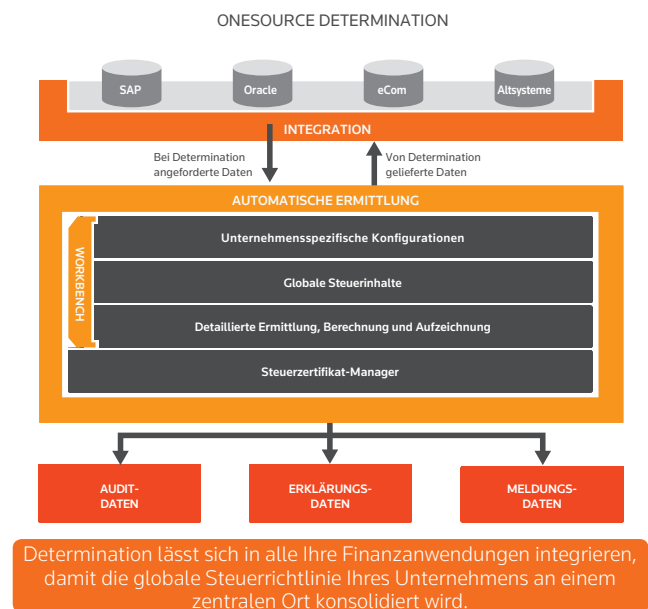 ONESOURCE DETERMINATION
SAP
Oracle
eCom
Altsysteme
INTEGRATION
Bei Determination
angeforderte Daten
Von Determination
gelieferte Daten
AUTOMATISCHE ERMITTLUNG
WORKBENCH
Unternehmensspezifische Konfigurationen
Globale Steuerinhalte
Detaillierte Ermittlung, Berechnung und Aufzeichnung
Steuerzertifikat-Manager
AUDIT-
DATEN
ERKLÄRUNGS-
DATEN
MELDUNGS-
DATEN
Determination lässt sich in alle Ihre Finanzanwendungen integrieren,
damit die globale Steuerrichtlinie Ihres Unternehmens an einem
zentralen Ort konsolidiert wird.